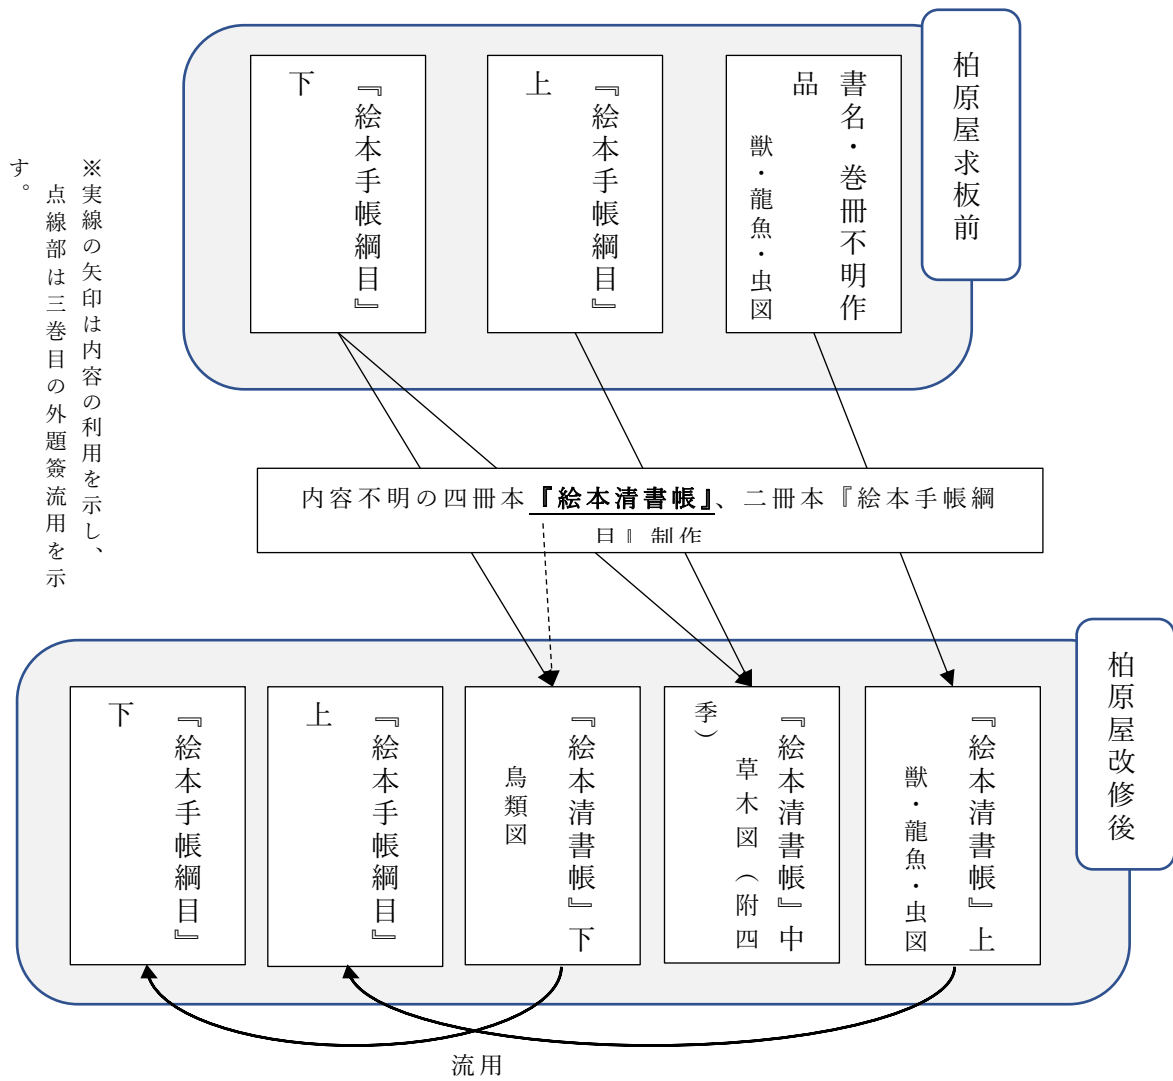 柏原屋求板前
書名・巻冊不明作
品
獣・龍魚・虫図
『絵本手帳綱目』
上
『絵本手帳綱目』
下
※実線の矢印は内容の利用を示し、
点線部は三巻目の外題簽流用を示
す。
内容不明の四冊本『絵本清書帳』、二冊本『絵本手帳綱
目』制作
柏原屋改修後
『絵本清書帳』上
獣・龍魚・虫図
『絵本清書帳』中
草木図（附四
季）
『絵本清書帳』下
鳥類図
『絵本手帳綱目』
上
『絵本手帳綱目』
下
流用